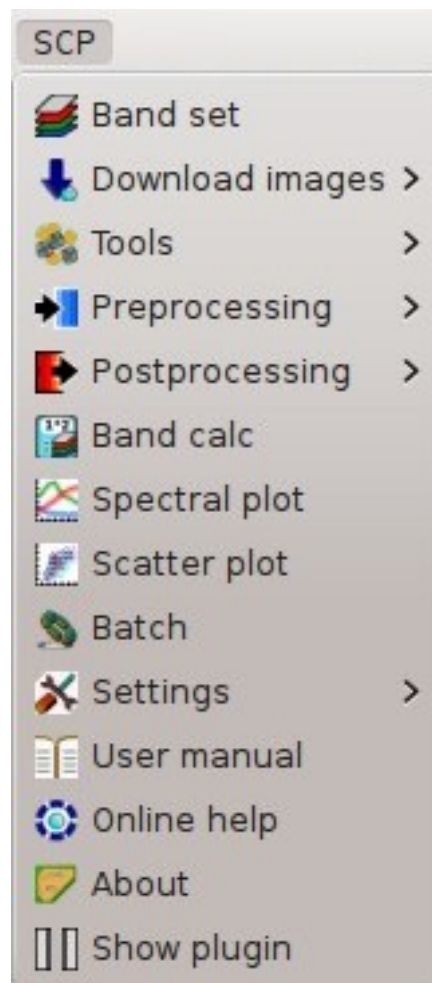 SCP
Band set
Download images >
Tools >
Preprocessing >
Postprocessing >
Band calc
Spectral plot
Scatter plot
Batch
Settings >
User manual
Online help
About
Show plugin